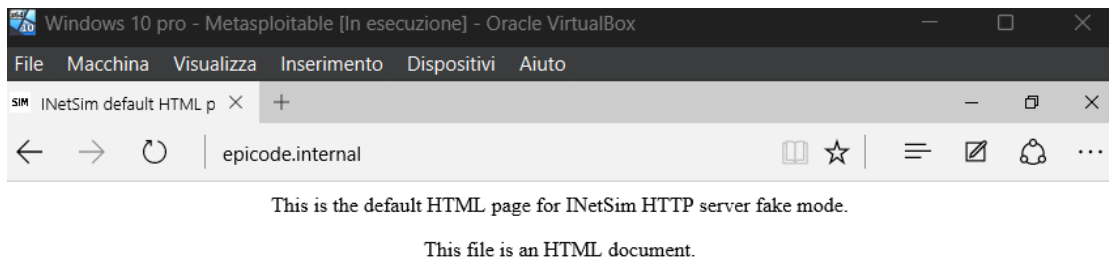 Windows 10 pro - Metasploitable [In esecuzione] - Oracle VirtualBox
File Macchina Visualizza Inserimento Dispositivi Aiuto
SIM INetSim default HTML p
epicode.internal
This is the default HTML page for INetSim HTTP server fake mode.
This file is an HTML document.